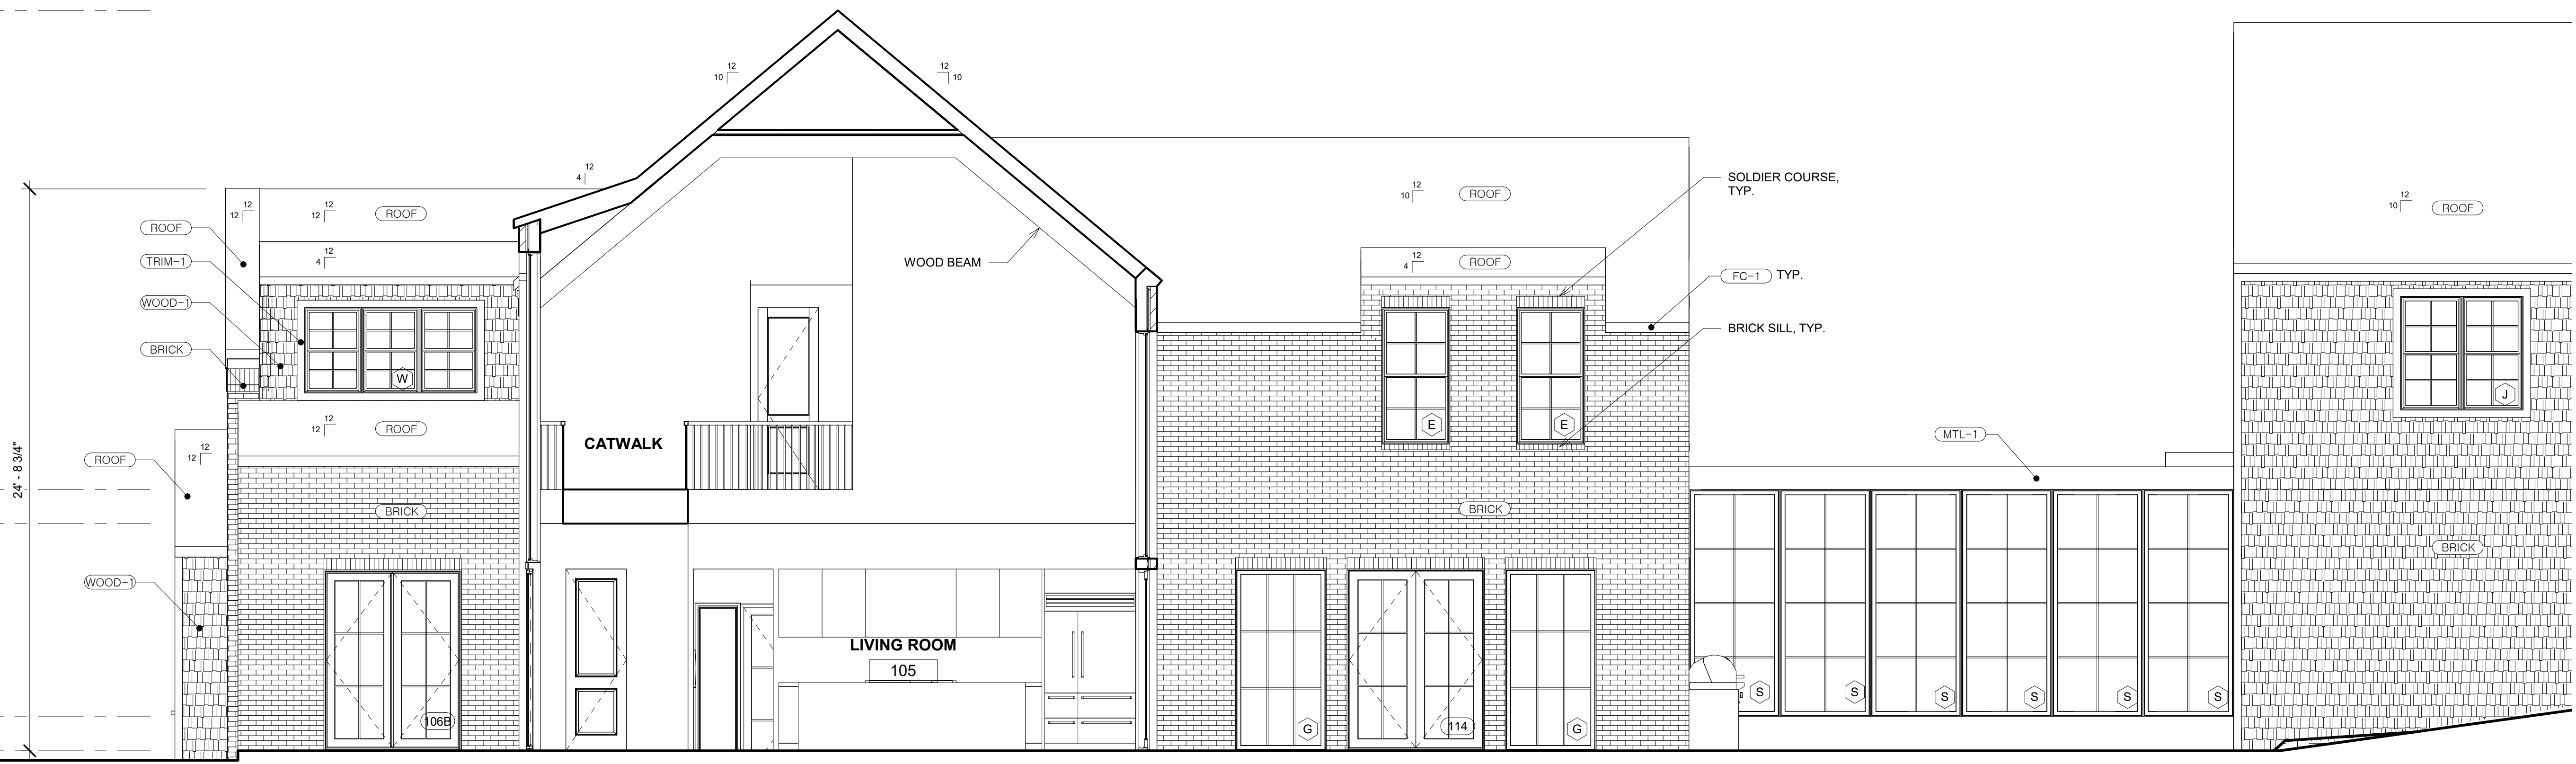 12
10
12
10
12
4
12
12
12
12
ROOF
12
10
ROOF
SOLDIER COURSE,
TYP.
12
10
ROOF
ROOF
12
4
TRIM-1
WOOD BEAM
12
4
ROOF
FC-1 TYP.
WOOD-1
BRICK SILL, TYP.
BRICK
W
J
12
12
ROOF
E
E
CATWALK
MTL-1
12
12
ROOF
24' - 8 3/4"
BRICK
BRICK
BRICK
WOOD-1
LIVING ROOM
105
S
S
S
S
S
S
106B
G
114
G